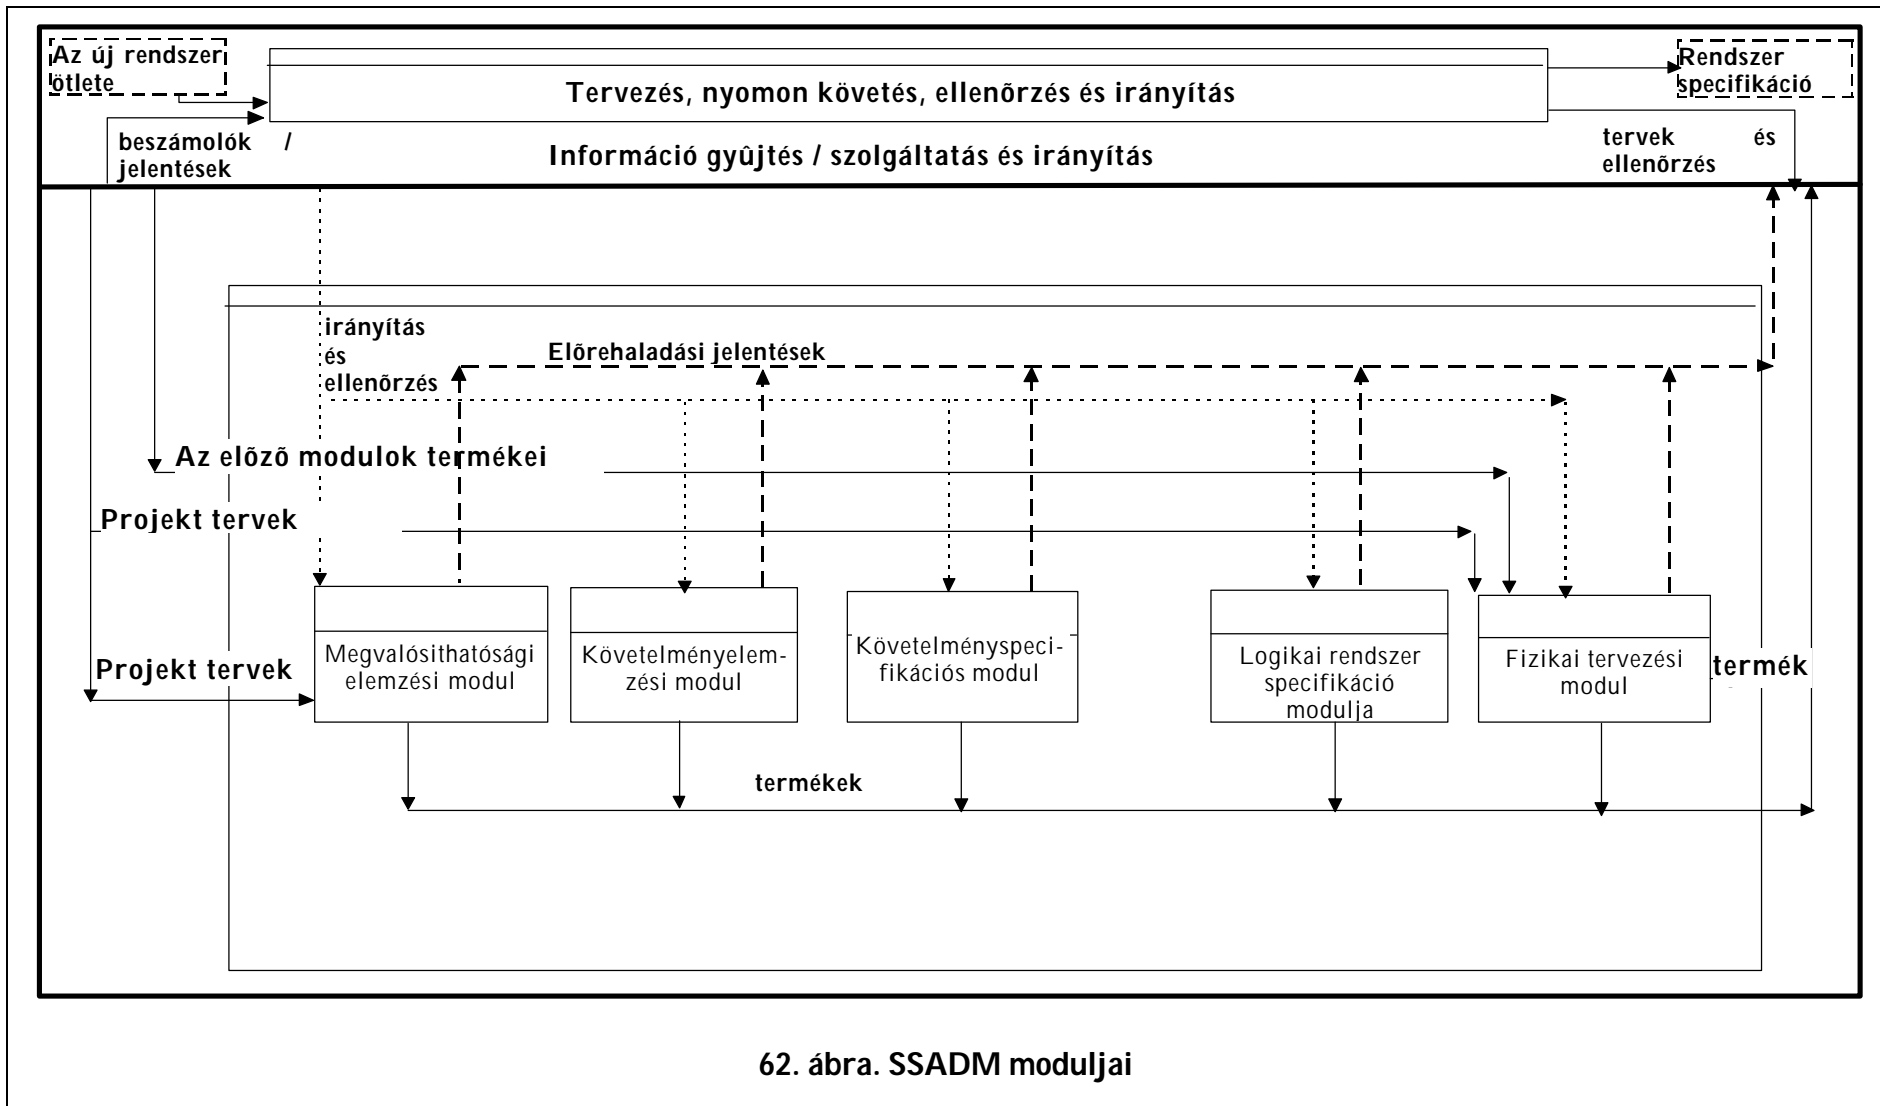 Az új rendszer
ötlete
Rendszer
specifikáció
Tervezés, nyomon követés, ellenõrzés és irányítás
beszámolók /
jelentések
Információ gyûjtés / szolgáltatás és irányítás
tervek és
ellenõrzés
irányítás
és
ellenõrzés
Elõrehaladási jelentések
Az elõzõ modulok termékei
Projekt tervek
Projekt tervek
Megvalósithatósági
elemzési modul
Követelményelem-
zési modul
Követelményspeci-
fikációs modul
Logikai rendszer
specifikáció
modulja
Fizikai tervezési
modul
termék
termékek
62. ábra. SSADM moduljai